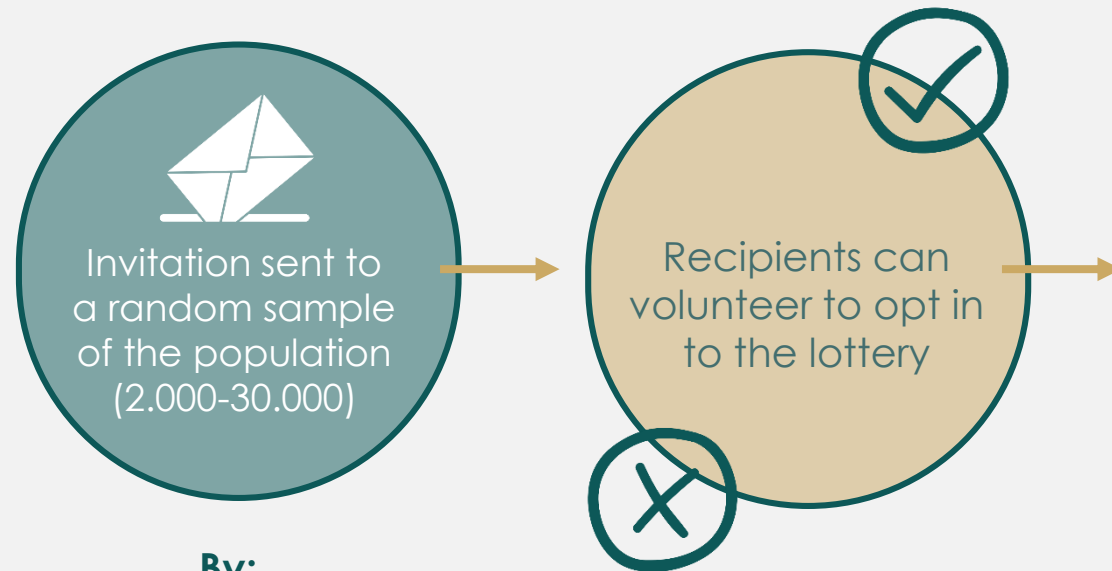 Invitation sent to
a random sample
of the population
(2.000-30.000)
Recipients can
volunteer to opt in
to the lottery
By: